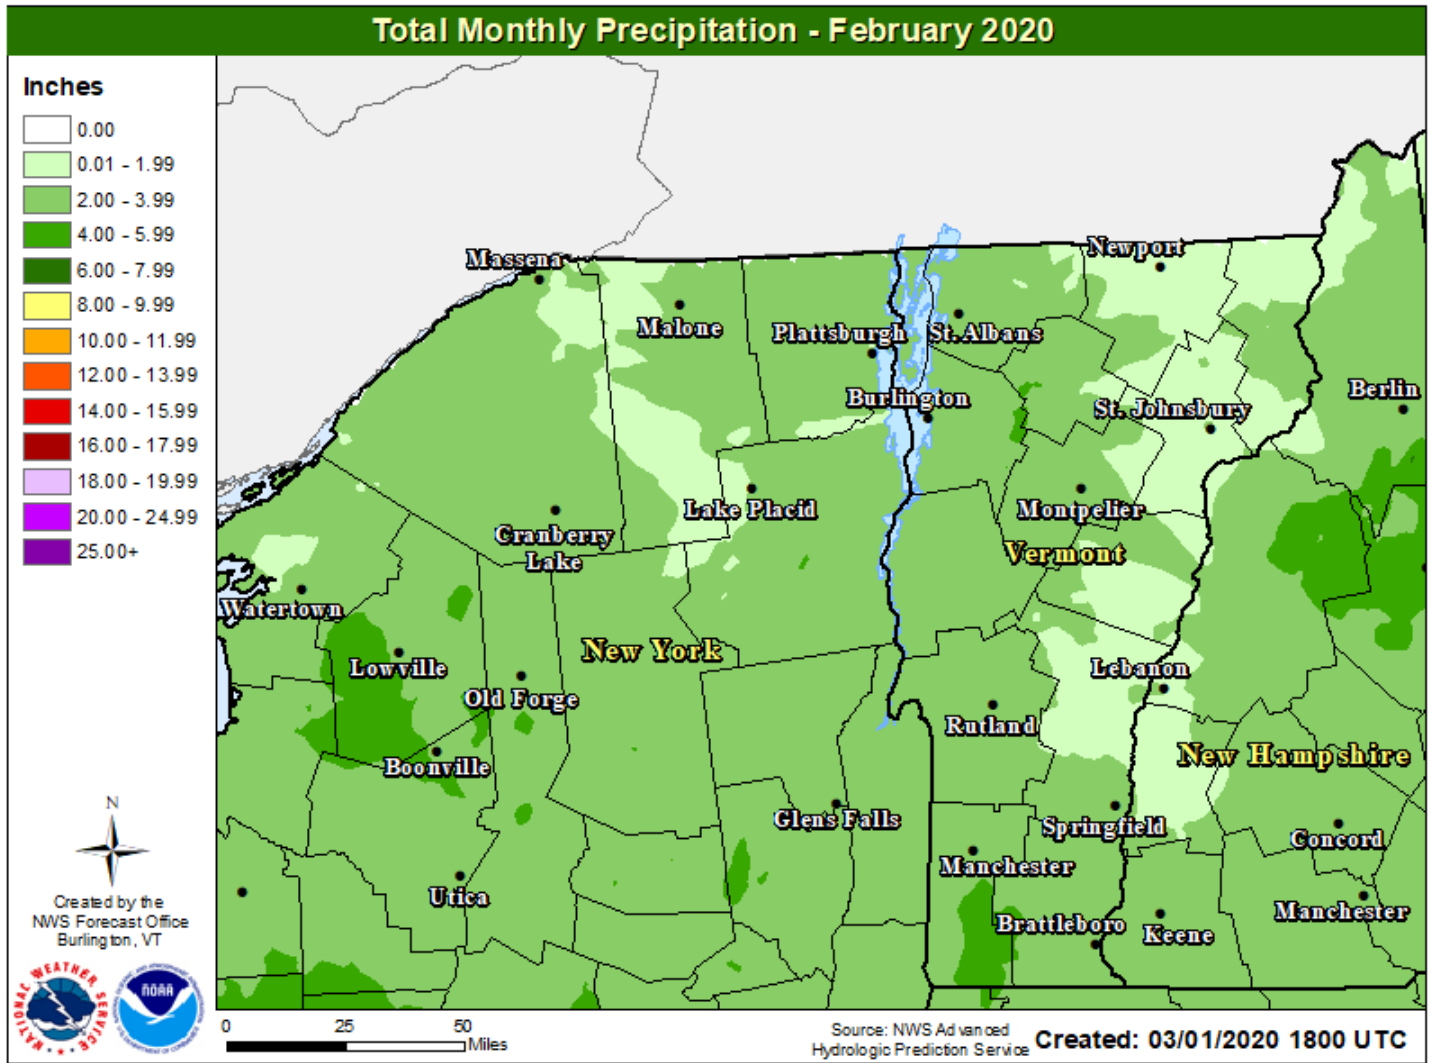 Total Monthly Precipitation - February 2020
Inches
0.00
0.01 - 1.99
2.00 - 3.99
4.00 - 5.99
6.00 - 7.99
8.00 - 9.99
10.00 - 11.99
12.00 - 13.99
14.00 - 15.99
16.00 - 17.99
18.00 - 19.99
20.00 - 24.99
25.00+
Massena
Newport
Malone
Plattsburgh
St. Albans
Burlington
St. Johnsbury
Berlin
Lake Placid
Montpelier
Cranberry
Lake
Vermont
Watertown
New York
Lowville
Lebanon
Old Forge
Rutland
New Hampshire
Boonville
Glens Falls
Springfield
Concord
Manchester
Utica
Manchester
Brattleboro
Keene
N
Created by the
NWS Forecast Office
Burlington, VT
NATIONAL WEATHER SERVICE
NOAA
0 25 50
Miles
Source: NWS Advanced
Hydrologic Prediction Service
Created: 03/01/2020 1800 UTC